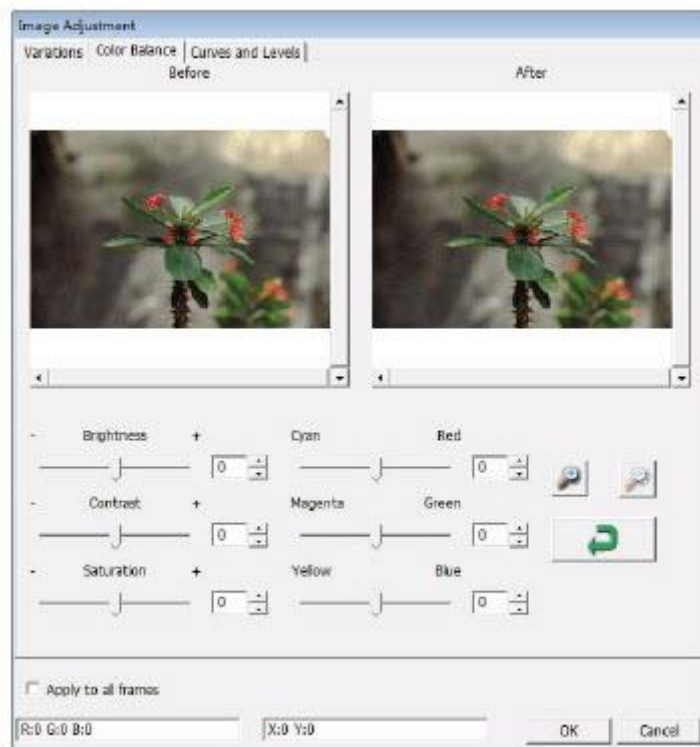 Image Adjustment
Variations Color Balance Curves and Levels
Before After
- Brightness + Cyan Red
0 0
- Contrast + Magenta Green
0 0
- Saturation + Yellow Blue
0 0
Apply to all frames
R:0 G:0 B:0 X:0 Y:0 OK Cancel